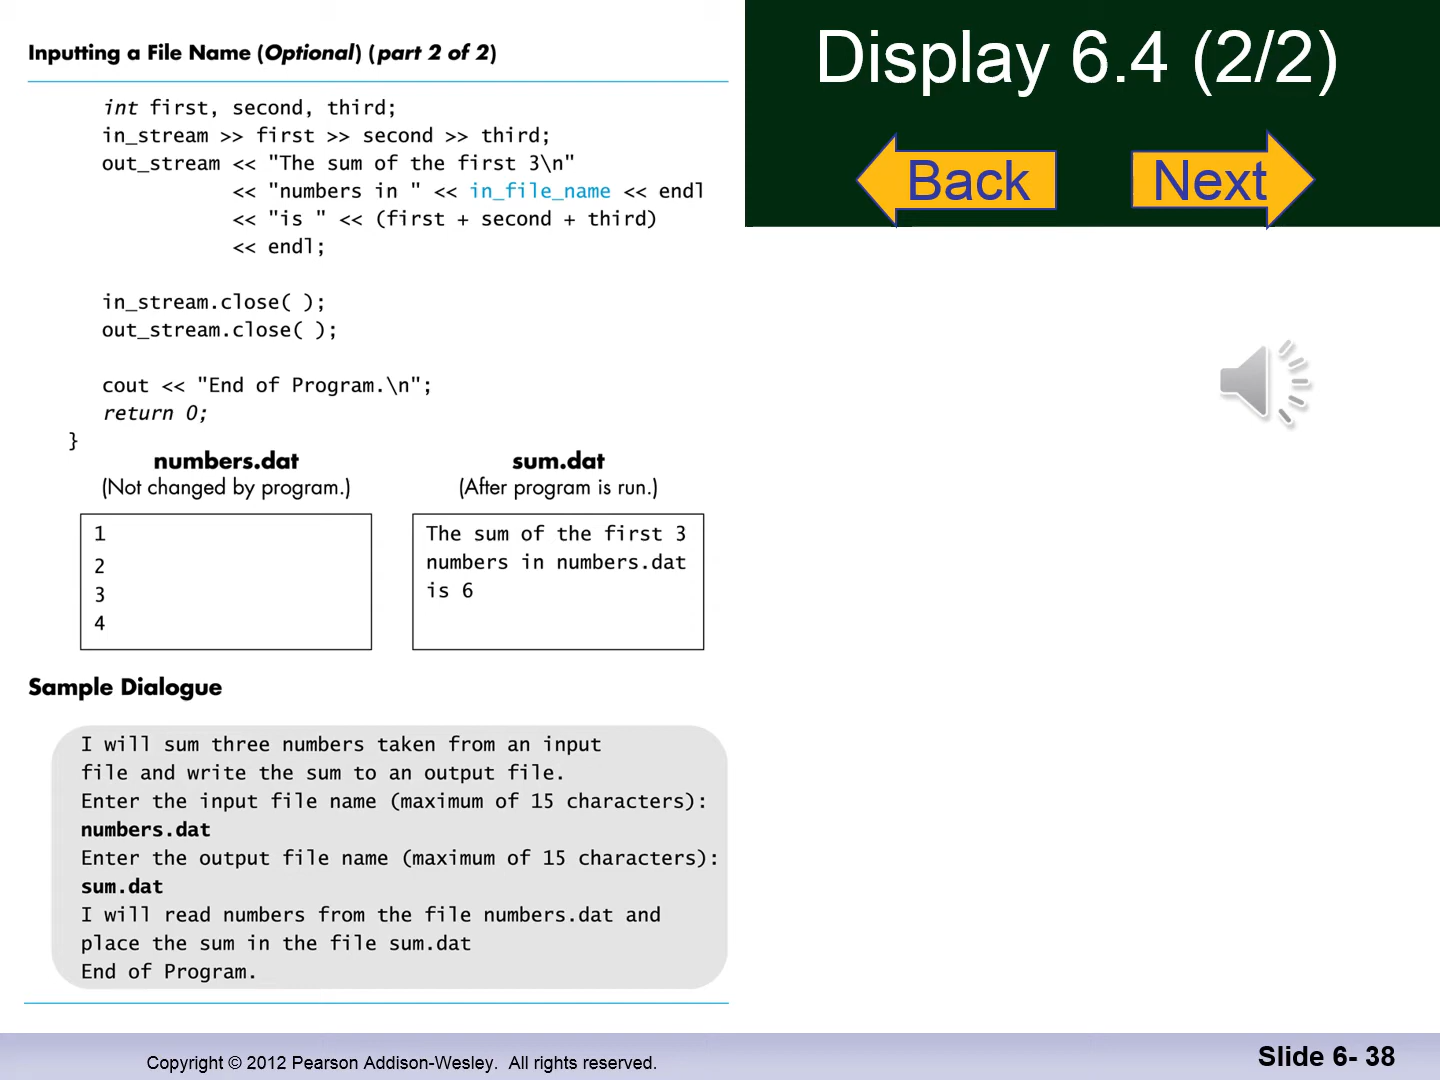 Inputting a File Name (Optional) (part 2 of 2)
int first, second, third;
in_stream >> first >> second >> third;
out_stream << "The sum of the first 3\n"
<< "numbers in " << in_file_name << endl
<< "is " << (first + second + third)
<< endl;
in_stream.close( );
out_stream.close( );
cout << "End of Program.\n";
return 0;
}
numbers.dat
(Not changed by program.)
1
2
3
4
sum.dat
(After program is run.)
The sum of the first 3
numbers in numbers.dat
is 6
Sample Dialogue
I will sum three numbers taken from an input
file and write the sum to an output file.
Enter the input file name (maximum of 15 characters):
numbers.dat
Enter the output file name (maximum of 15 characters):
sum.dat
I will read numbers from the file numbers.dat and
place the sum in the file sum.dat
End of Program.
Display 6.4 (2/2)
Back
Next
Copyright © 2012 Pearson Addison-Wesley.  All rights reserved.
Slide 6- 38